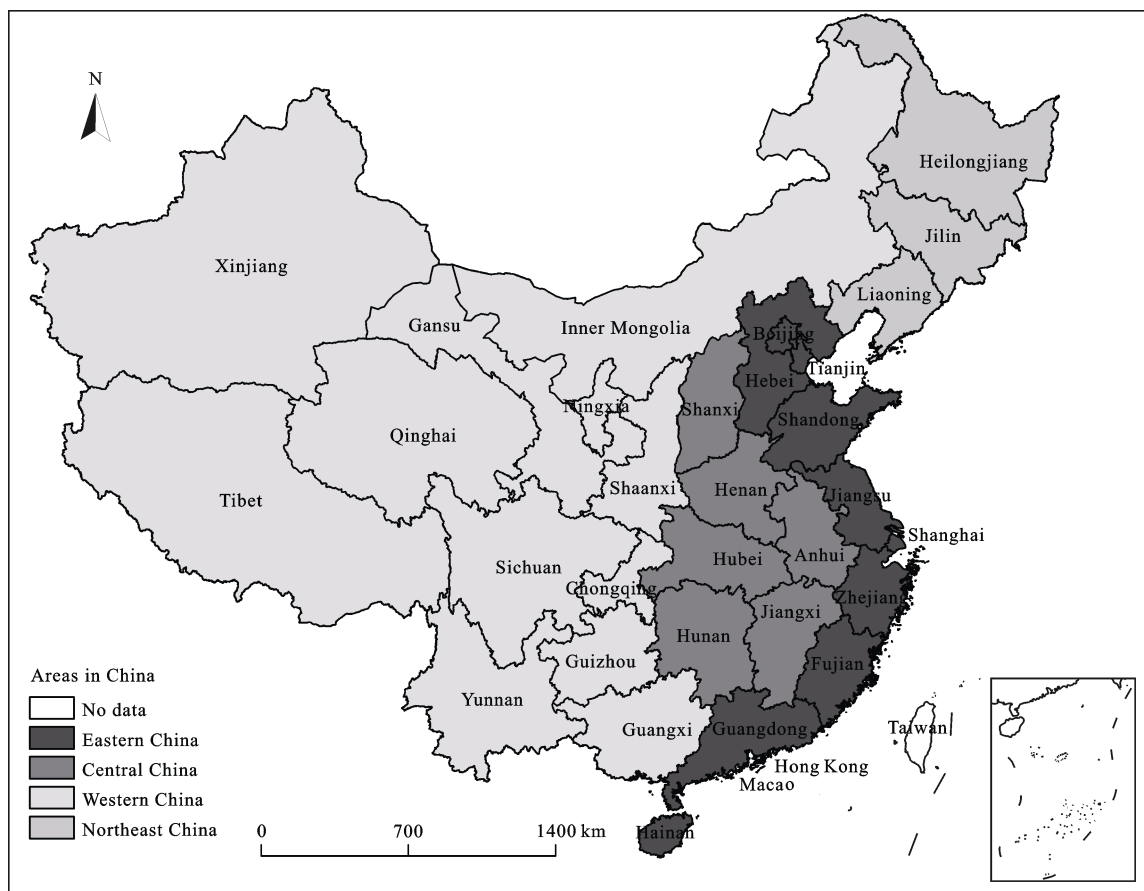 N
Heilongjiang
Jilin
Xinjiang
Liaoning
Gansu
Inner Mongolia
Beijing
Tianjin
Hebei
Ningxia
Shanxi
Shandong
Qinghai
Shaanxi
Henan
Jiangsu
Tibet
Shanghai
Sichuan
Hubei
Anhui
Chongqing
Zhejiang
Jiangxi
Hunan
Guizhou
Fujian
Yunnan
Guangxi
Guangdong
Taiwan
Hong Kong
Macao
Hainan
Areas in China
No data
Eastern China
Central China
Western China
Northeast China
0 700 1400 km